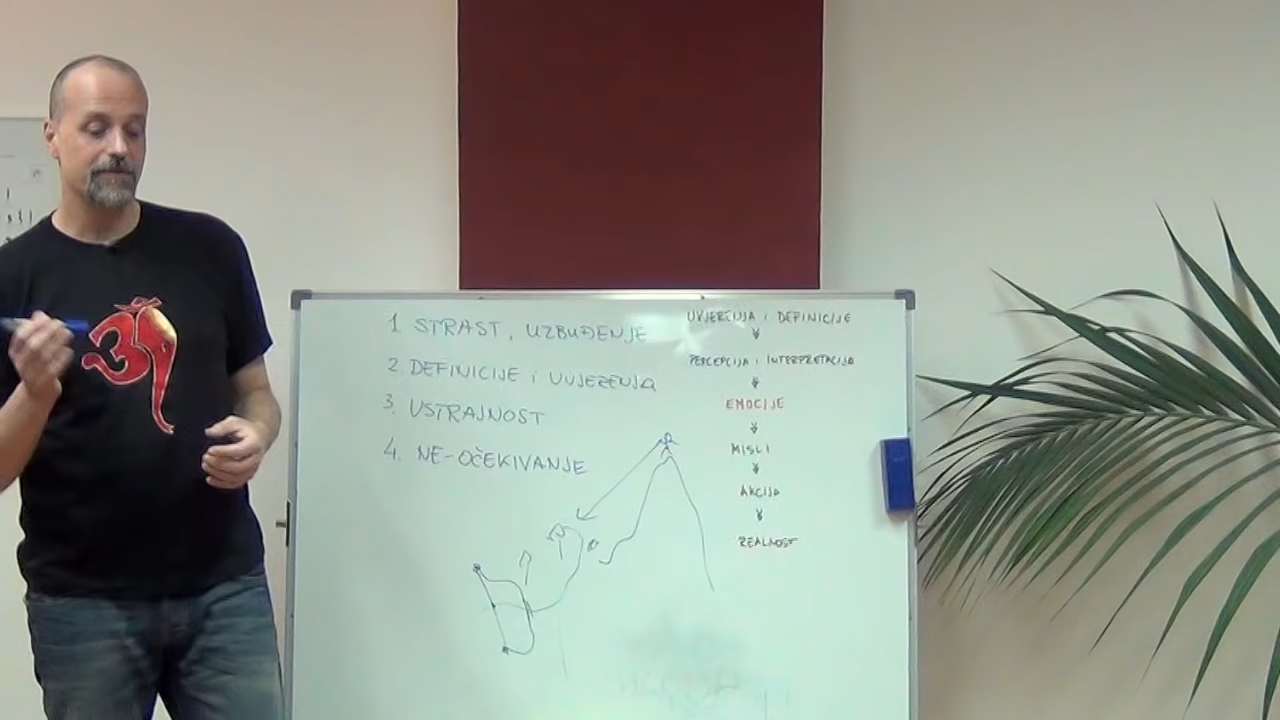 1 STRAST, UZBUĐENJE
2. DEFINICIJE i UVJERENJA
3. USTRAJNOST
4. NE-OČEKIVANJE
UVJERENJA i DEFINICIJE
PERCEPCIJA i INTERPRETACIJA
EMOCIJE
MISLI
AKCIJA
REALNOST